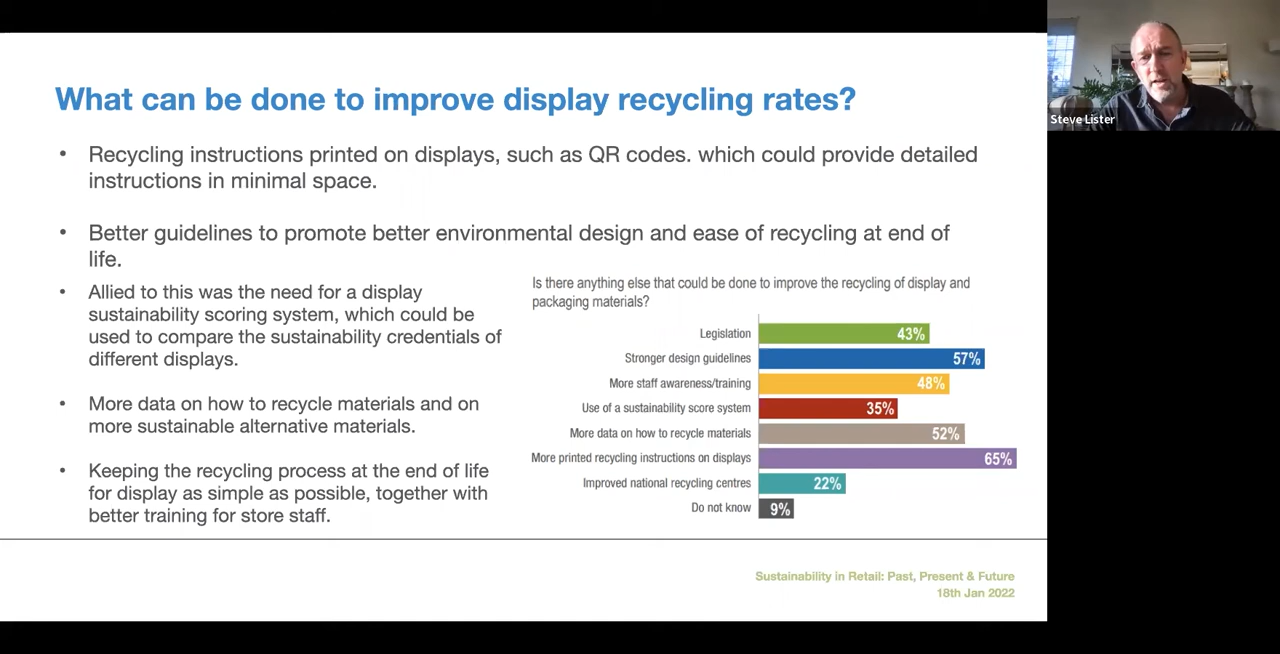 What can be done to improve display recycling rates?
• Recycling instructions printed on displays, such as QR codes. which could provide detailed
instructions in minimal space.
• Better guidelines to promote better environmental design and ease of recycling at end of
life.
• Allied to this was the need for a display
sustainability scoring system, which could be
used to compare the sustainability credentials of
different displays.
• More data on how to recycle materials and on
more sustainable alternative materials.
• Keeping the recycling process at the end of life
for display as simple as possible, together with
better training for store staff.
Is there anything else that could be done to improve the recycling of display and
packaging materials?
Legislation 43%
Stronger design guidelines 57%
More staff awareness/training 48%
Use of a sustainability score system 35%
More data on how to recycle materials 52%
More printed recycling instructions on displays 65%
Improved national recycling centres 22%
Do not know 9%
Sustainability in Retail: Past, Present & Future
18th Jan 2022
Steve Lister